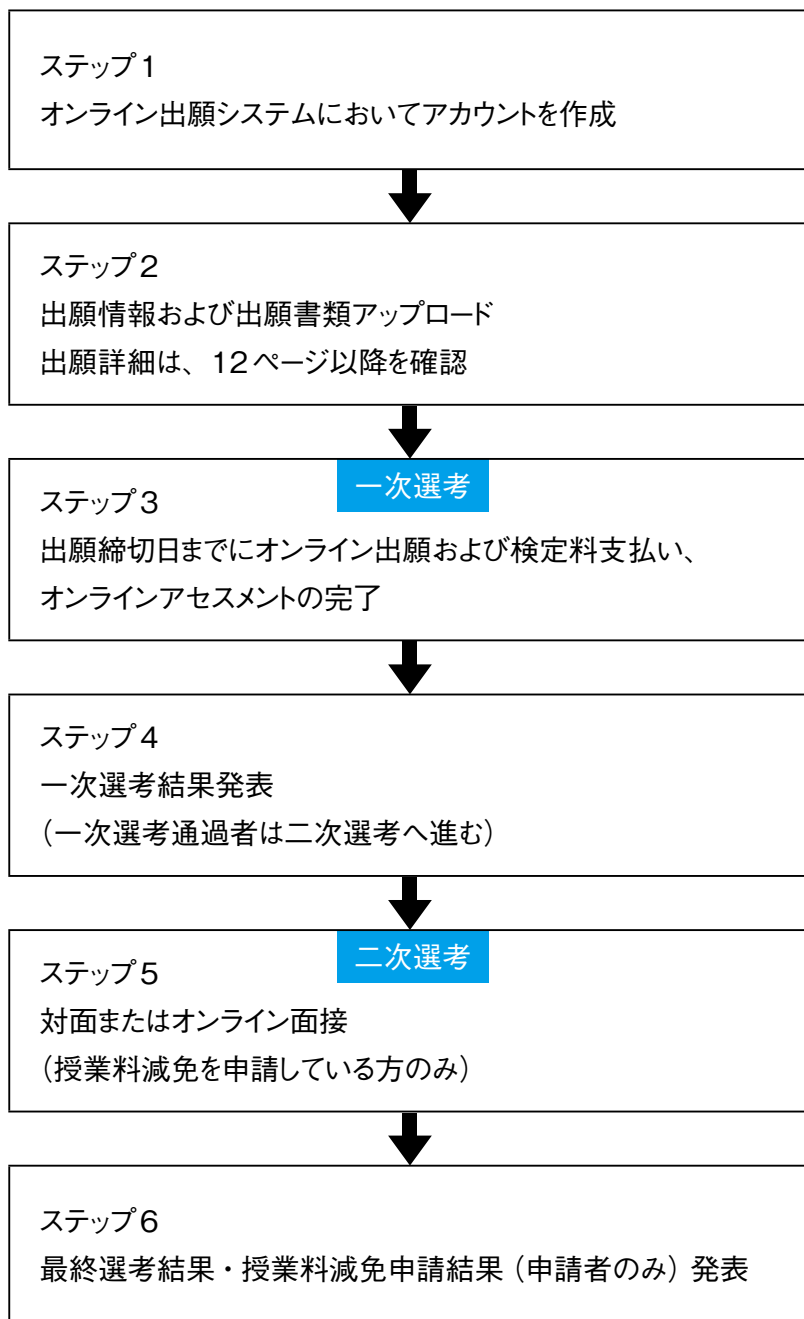 ステップ1
オンライン出願システムにおいてアカウントを作成
ステップ2
出願情報および出願書類アップロード
出願詳細は、12ページ以降を確認
一次選考
ステップ3
出願締切日までにオンライン出願および検定料支払い、
オンラインアセスメントの完了
ステップ4
一次選考結果発表
（一次選考通過者は二次選考へ進む）
二次選考
ステップ5
対面またはオンライン面接
（授業料減免を申請している方のみ）
ステップ6
最終選考結果・授業料減免申請結果（申請者のみ）発表